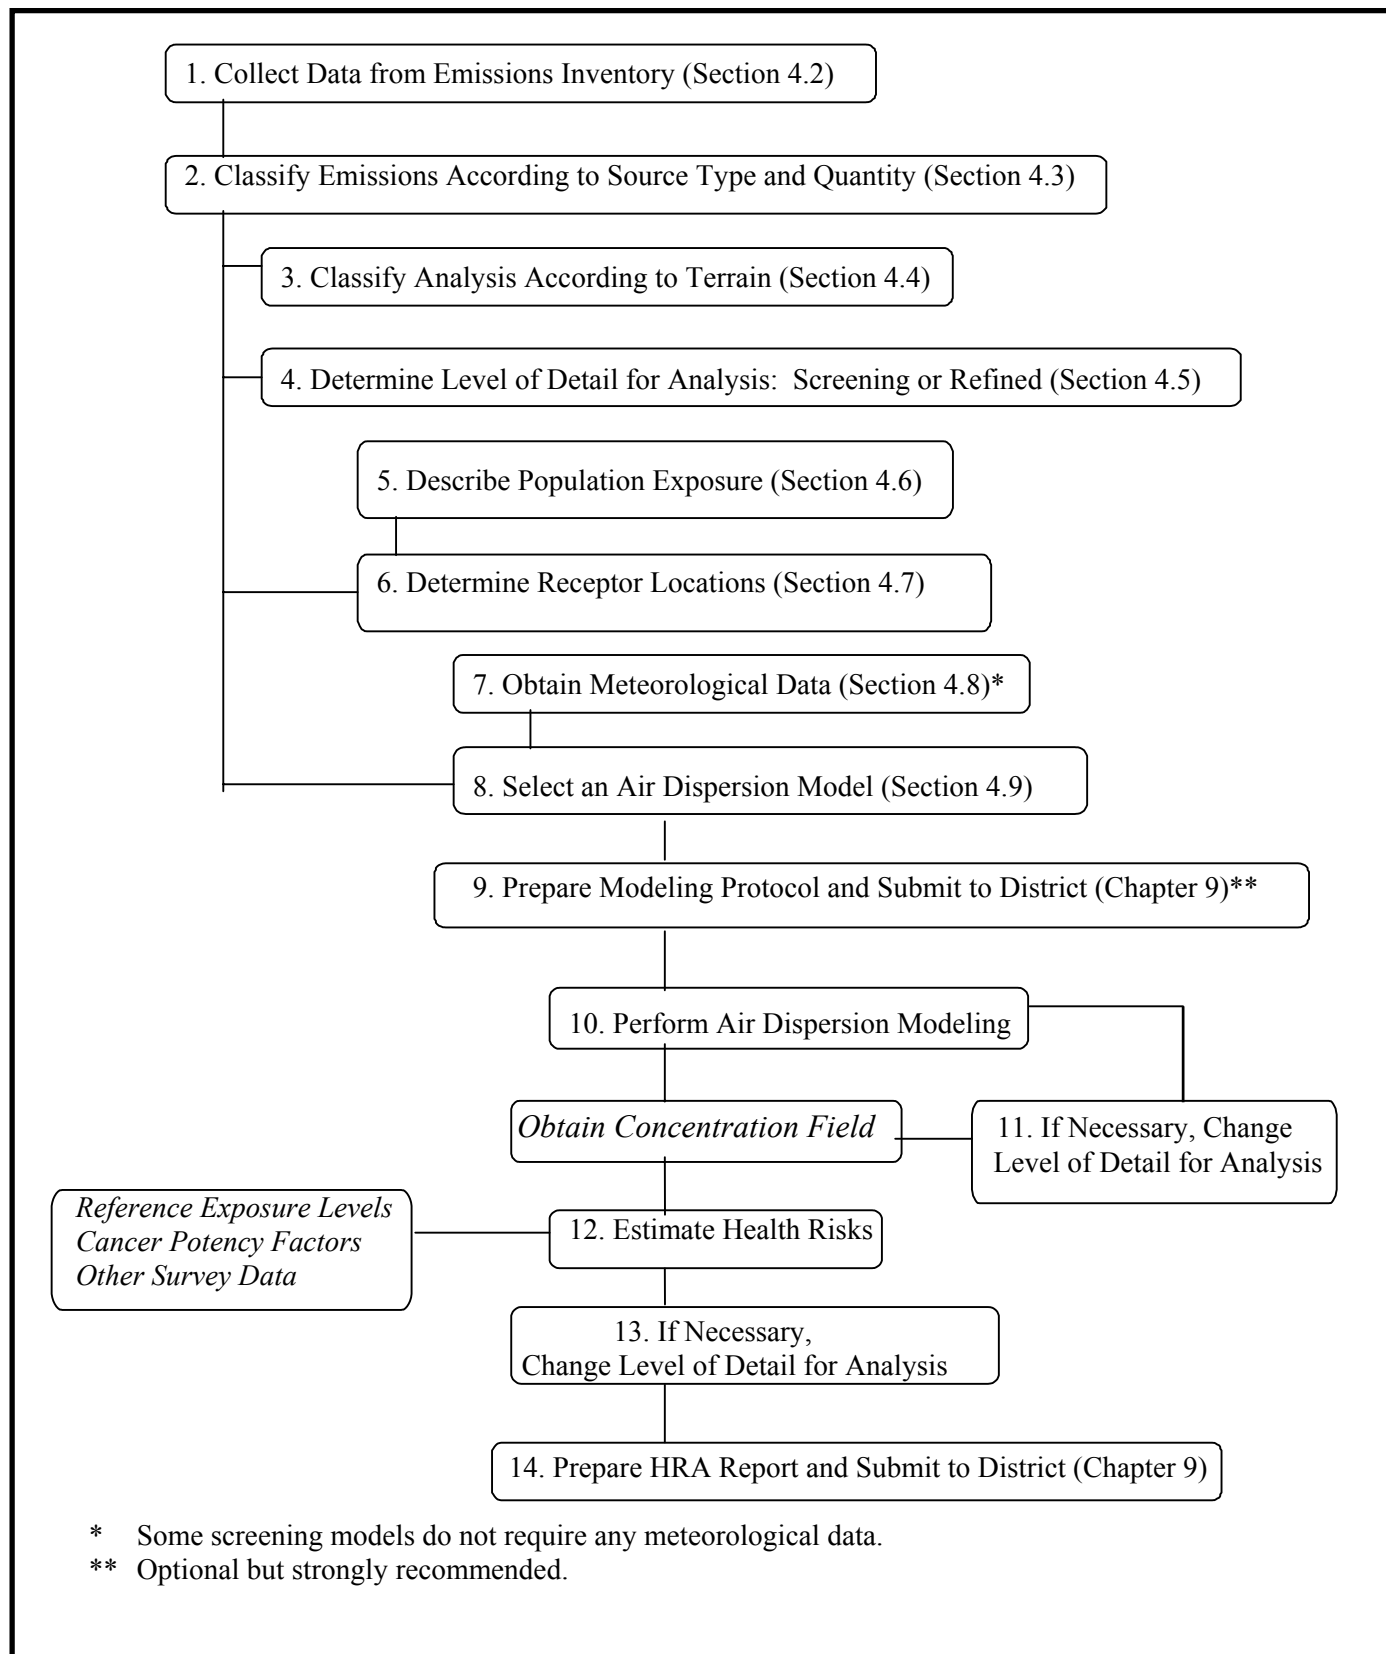 1. Collect Data from Emissions Inventory (Section 4.2)
2. Classify Emissions According to Source Type and Quantity (Section 4.3)
3. Classify Analysis According to Terrain (Section 4.4)
4. Determine Level of Detail for Analysis:  Screening or Refined (Section 4.5)
5. Describe Population Exposure (Section 4.6)
6. Determine Receptor Locations (Section 4.7)
7. Obtain Meteorological Data (Section 4.8)*
8. Select an Air Dispersion Model (Section 4.9)
9. Prepare Modeling Protocol and Submit to District (Chapter 9)**
10. Perform Air Dispersion Modeling
Obtain Concentration Field
11. If Necessary, Change
Level of Detail for Analysis
Reference Exposure Levels
Cancer Potency Factors
Other Survey Data
12. Estimate Health Risks
13. If Necessary,
Change Level of Detail for Analysis
14. Prepare HRA Report and Submit to District (Chapter 9)
* Some screening models do not require any meteorological data.
** Optional but strongly recommended.